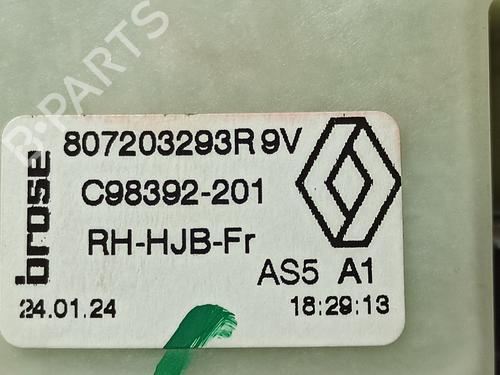 807203293R 9V
C98392-201
RH-HJB-Fr
AS5 A1
brose
24.01.24
18:29:13
B-PARTS